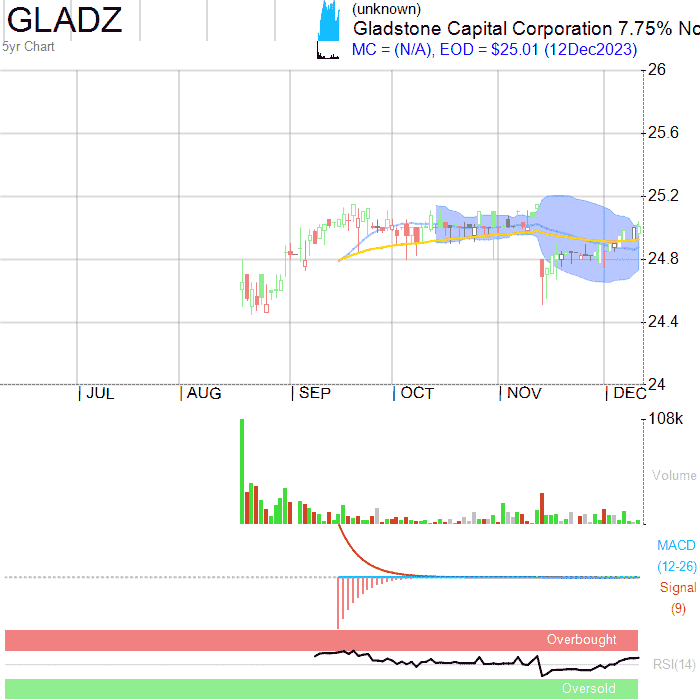 GLADZ
(unknown)
Gladstone Capital Corporation 7.75% No
5yr Chart
MC = (N/A), EOD = $25.01 (12Dec2023)
26
25.6
25.2
24.8
24.4
24
JUL
AUG
SEP
OCT
NOV
DEC
108k
Volume
MACD
(12-26)
Signal
(9)
Overbought
RSI(14)
Oversold